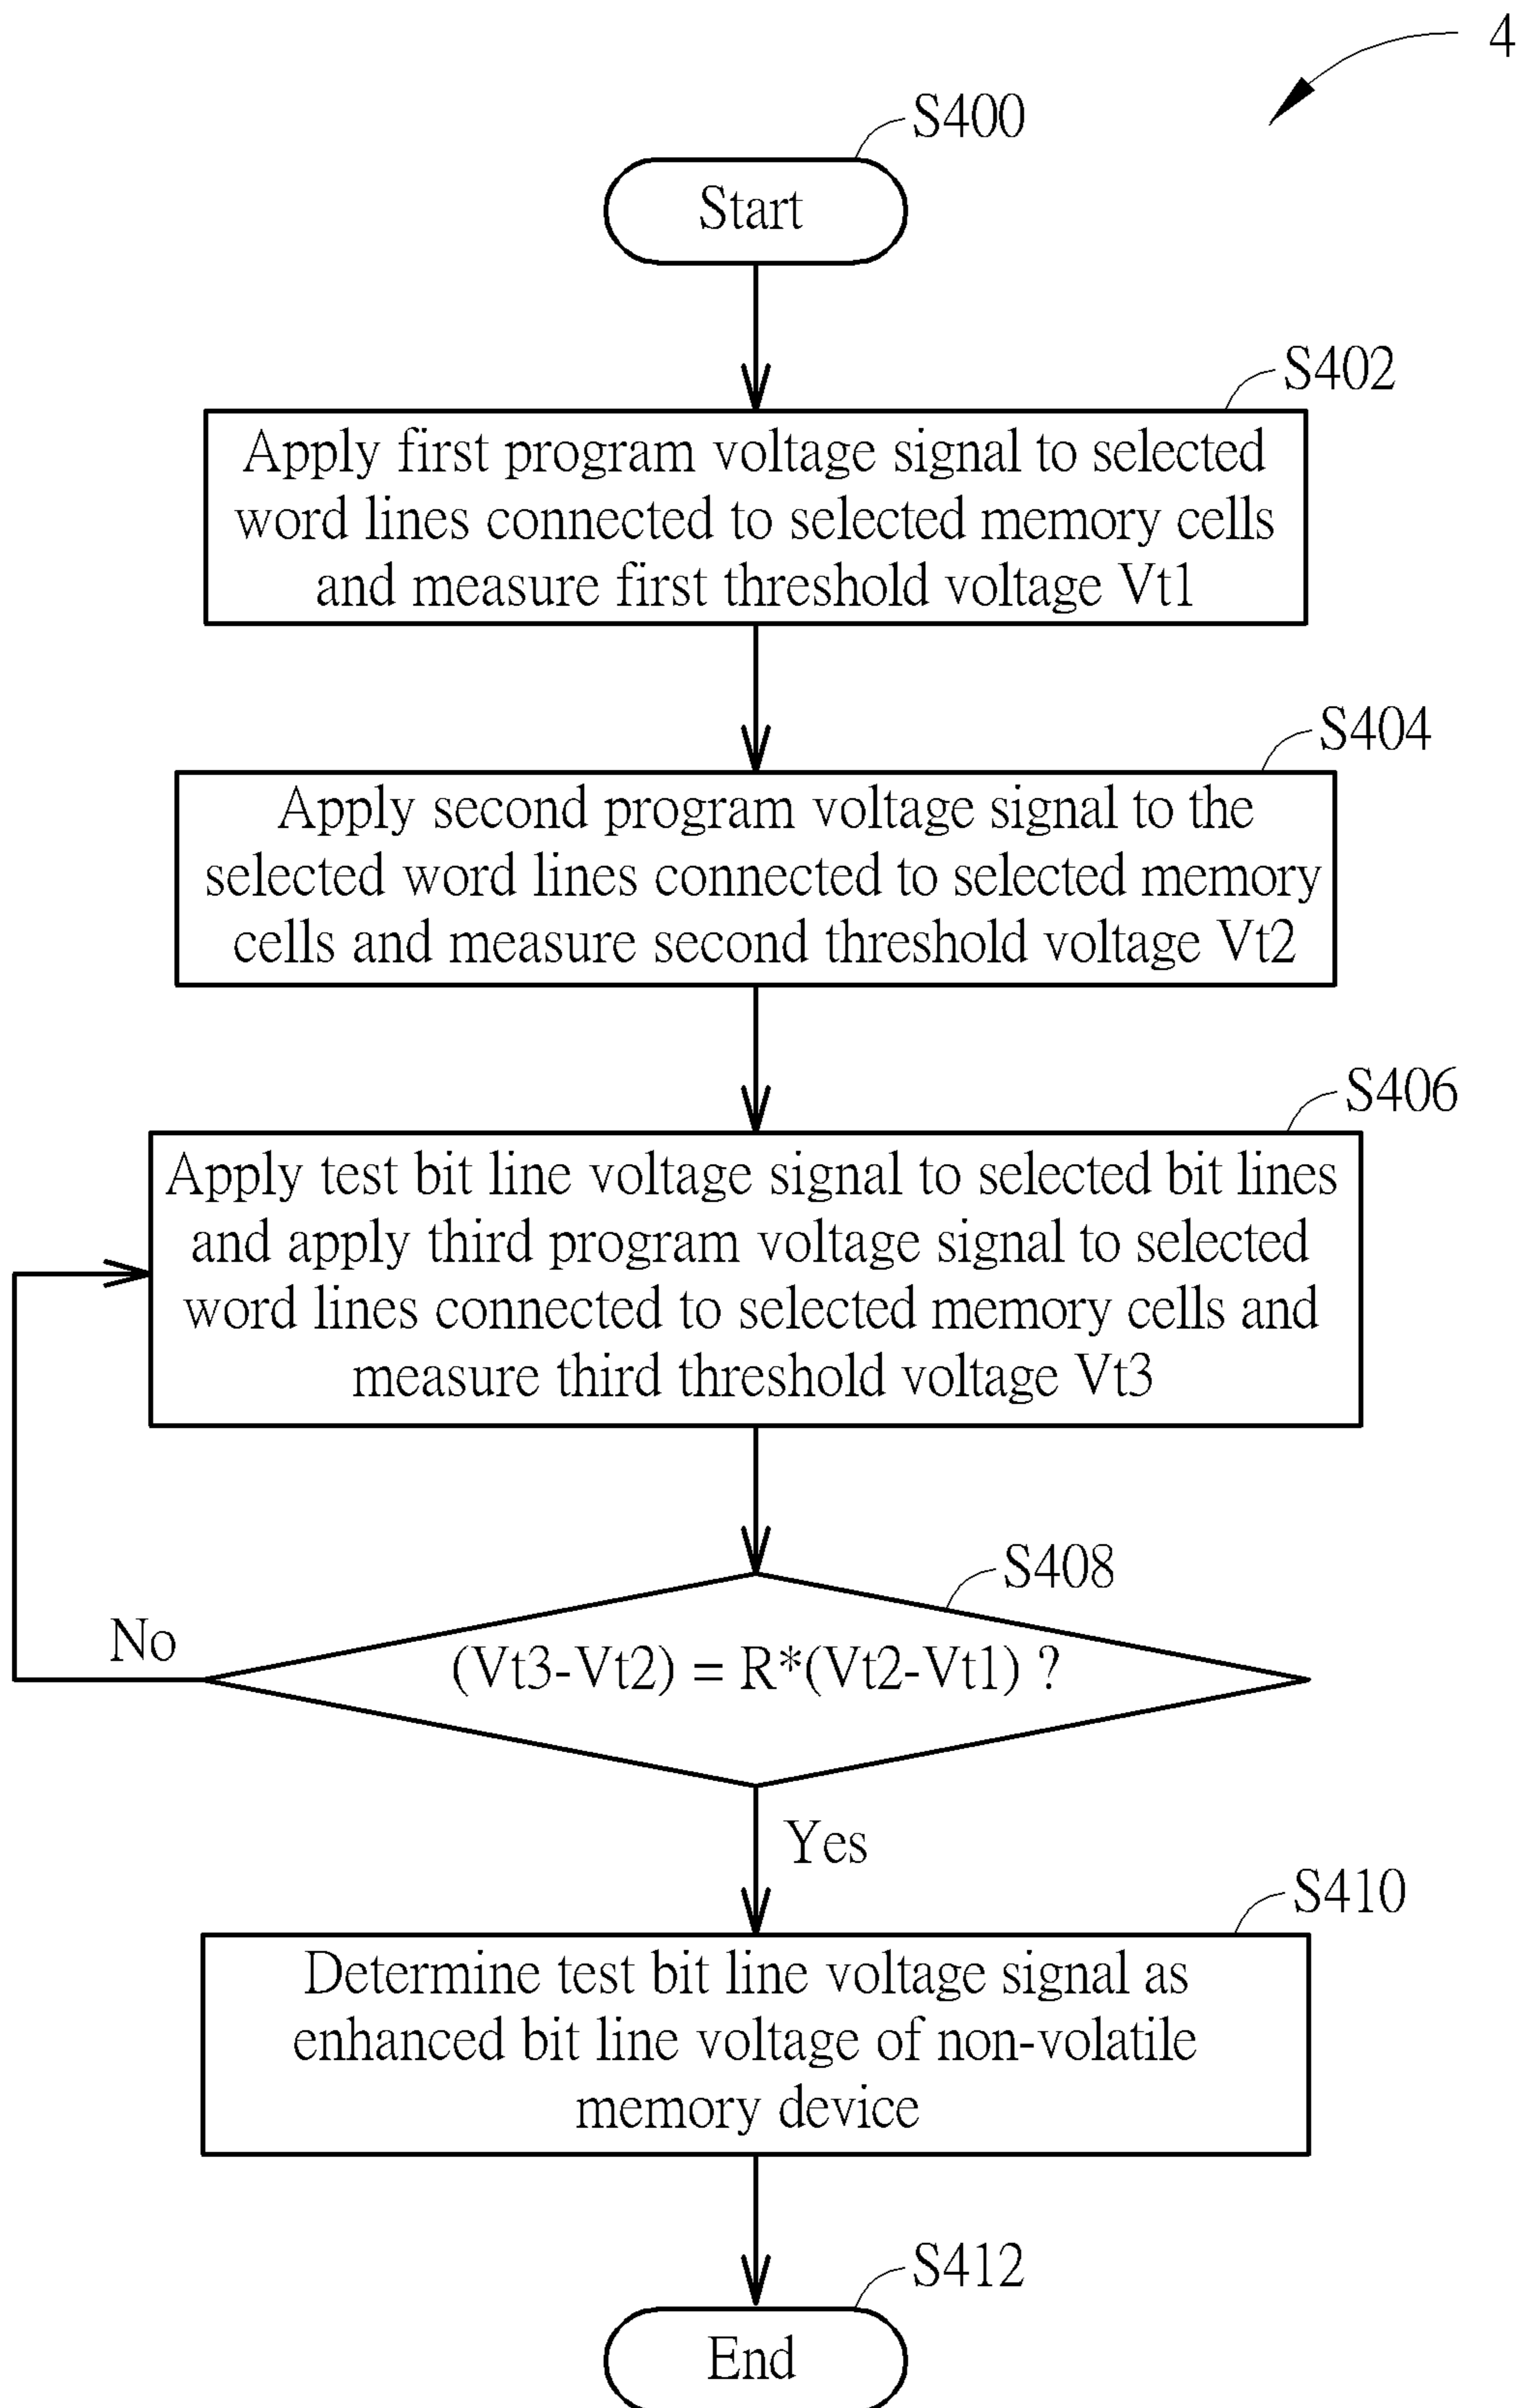 4
S400
Start
S402
Apply first program voltage signal to selected
word lines connected to selected memory cells
and measure first threshold voltage Vt1
S404
Apply second program voltage signal to the
selected word lines connected to selected memory
cells and measure second threshold voltage Vt2
S406
Apply test bit line voltage signal to selected bit lines
and apply third program voltage signal to selected
word lines connected to selected memory cells and
measure third threshold voltage Vt3
S408
No
(Vt3-Vt2) = R*(Vt2-Vt1) ?
Yes
S410
Determine test bit line voltage signal as
enhanced bit line voltage of non-volatile
memory device
S412
End